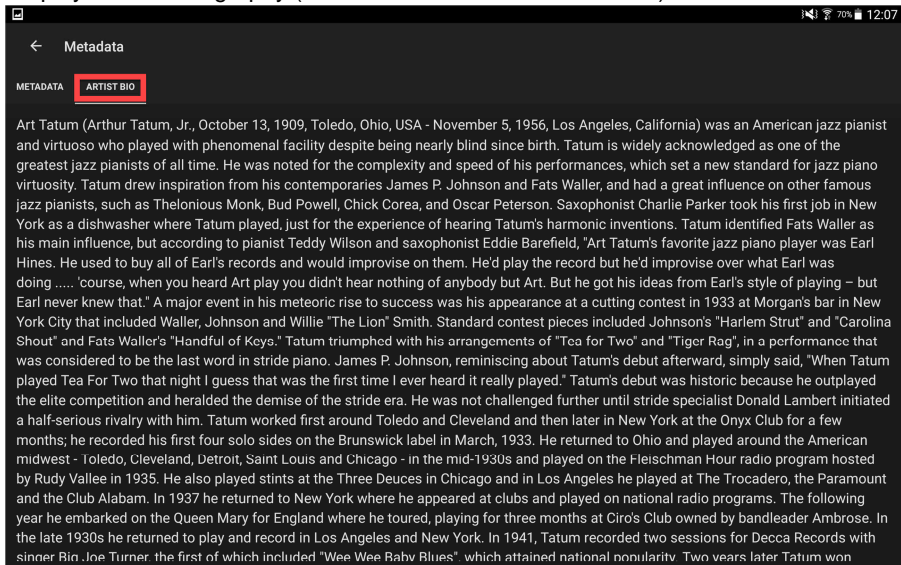 70% 12:07
Metadata
METADATA ARTIST BIO
Art Tatum (Arthur Tatum, Jr., October 13, 1909, Toledo, Ohio, USA - November 5, 1956, Los Angeles, California) was an American jazz pianist
and virtuoso who played with phenomenal facility despite being nearly blind since birth. Tatum is widely acknowledged as one of the
greatest jazz pianists of all time. He was noted for the complexity and speed of his performances, which set a new standard for jazz piano
virtuosity. Tatum drew inspiration from his contemporaries James P. Johnson and Fats Waller, and had a great influence on other famous
jazz pianists, such as Thelonious Monk, Bud Powell, Chick Corea, and Oscar Peterson. Saxophonist Charlie Parker took his first job in New
York as a dishwasher where Tatum played, just for the experience of hearing Tatum's harmonic inventions. Tatum identified Fats Waller as
his main influence, but according to pianist Teddy Wilson and saxophonist Eddie Barefield, "Art Tatum's favorite jazz piano player was Earl
Hines. He used to buy all of Earl's records and would improvise on them. He'd play the record but he'd improvise over what Earl was
doing ..... 'course, when you heard Art play you didn't hear nothing of anybody but Art. But he got his ideas from Earl's style of playing – but
Earl never knew that." A major event in his meteoric rise to success was his appearance at a cutting contest in 1933 at Morgan's bar in New
York City that included Waller, Johnson and Willie "The Lion" Smith. Standard contest pieces included Johnson's "Harlem Strut" and "Carolina
Shout" and Fats Waller's "Handful of Keys." Tatum triumphed with his arrangements of "Tea for Two" and "Tiger Rag", in a performance that
was considered to be the last word in stride piano. James P. Johnson, reminiscing about Tatum's debut afterward, simply said, "When Tatum
played Tea For Two that night I guess that was the first time I ever heard it really played." Tatum's debut was historic because he outplayed
the elite competition and heralded the demise of the stride era. He was not challenged further until stride specialist Donald Lambert initiated
a half-serious rivalry with him. Tatum worked first around Toledo and Cleveland and then later in New York at the Onyx Club for a few
months; he recorded his first four solo sides on the Brunswick label in March, 1933. He returned to Ohio and played around the American
midwest - Toledo, Cleveland, Detroit, Saint Louis and Chicago - in the mid-1930s and played on the Fleischman Hour radio program hosted
by Rudy Vallee in 1935. He also played stints at the Three Deuces in Chicago and in Los Angeles he played at The Trocadero, the Paramount
and the Club Alabam. In 1937 he returned to New York where he appeared at clubs and played on national radio programs. The following
year he embarked on the Queen Mary for England where he toured, playing for three months at Ciro's Club owned by bandleader Ambrose. In
the late 1930s he returned to play and record in Los Angeles and New York. In 1941, Tatum recorded two sessions for Decca Records with
singer Big Joe Turner, the first of which included "Wee Wee Baby Blues", which attained national popularity. Two years later Tatum won